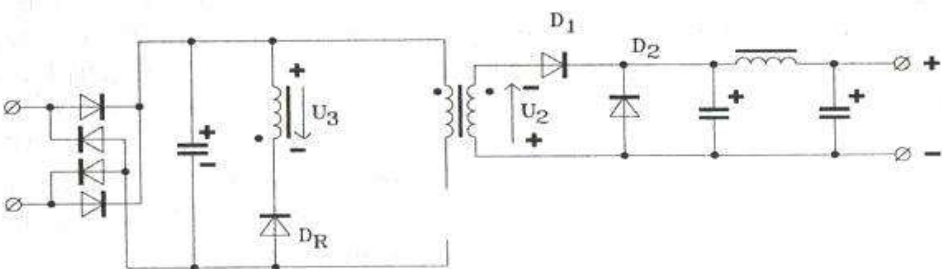 D1
D2
+
+
U3
-
+
-
-
U2
+
+
+
-
DR